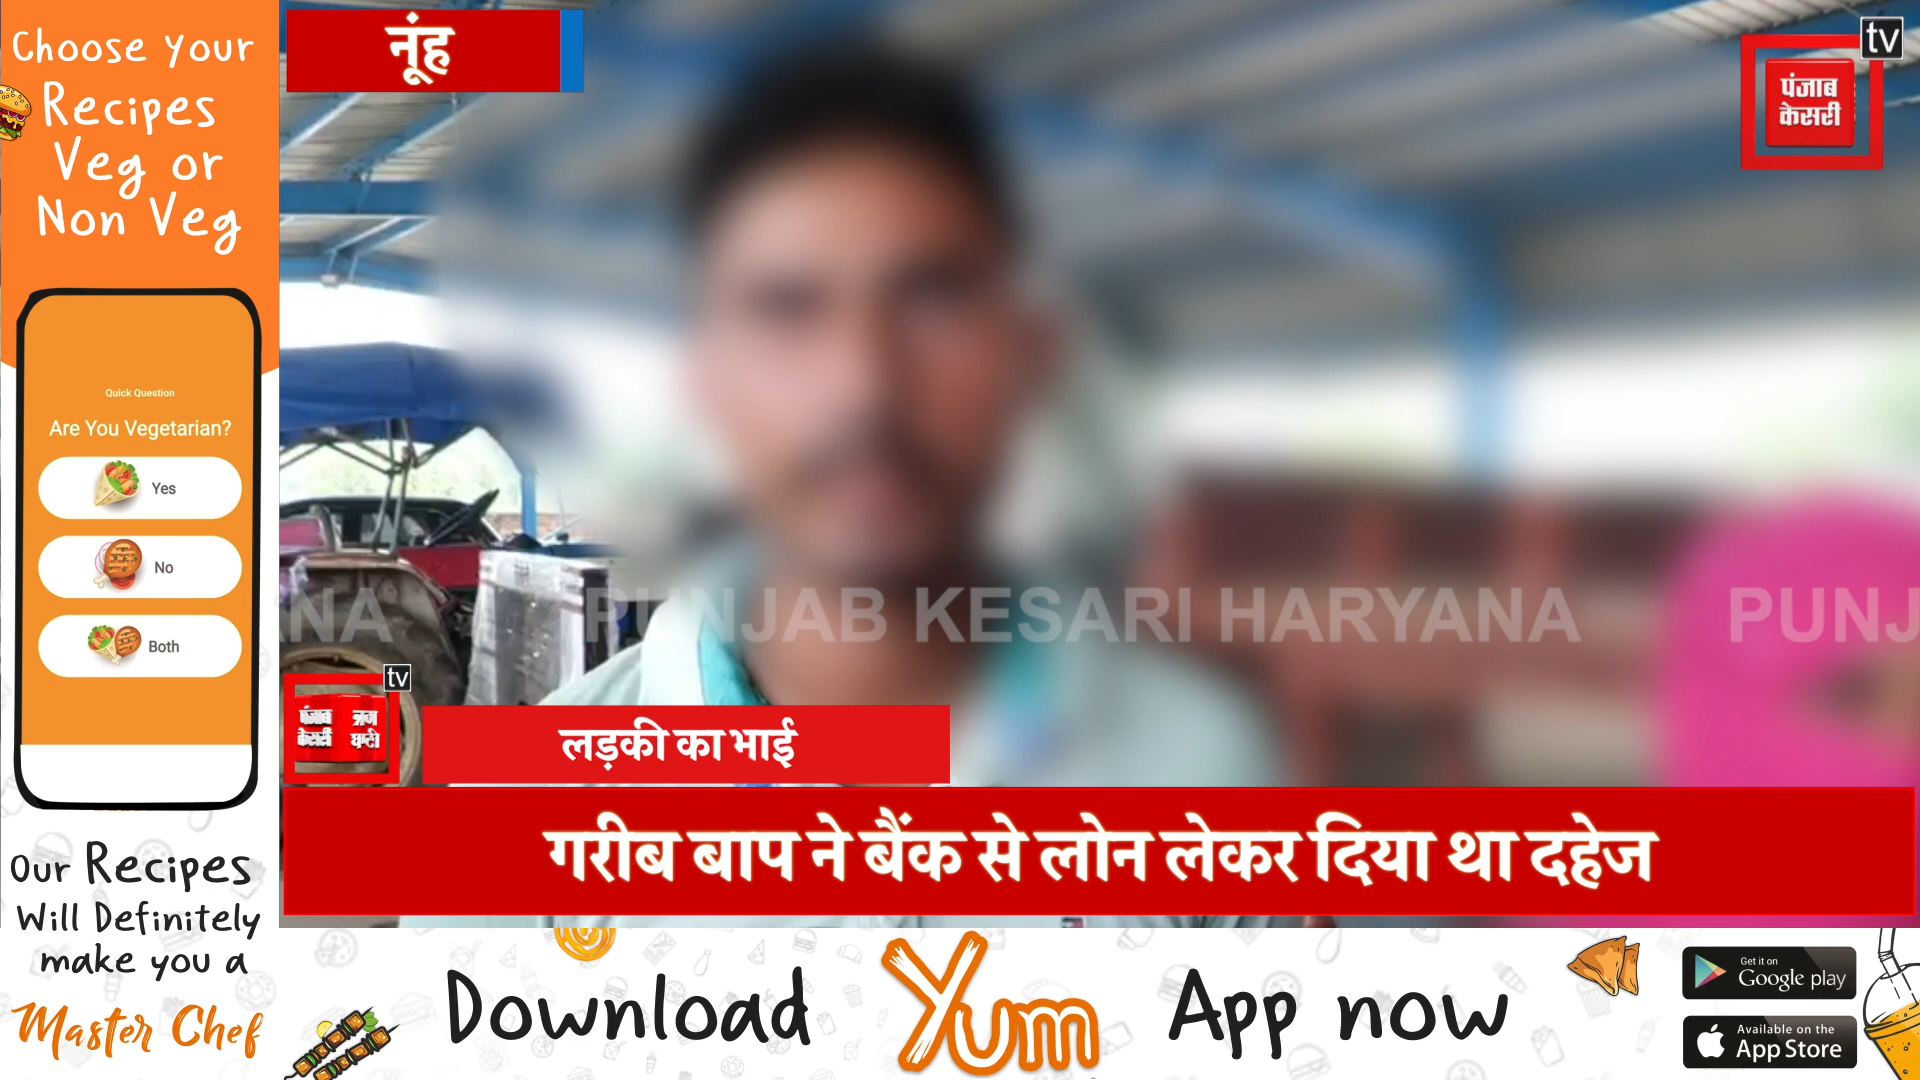 Choose Your
Recipes
Veg or
Non Veg
Quick Question
Are You Vegetarian?
Yes
No
Both
Our Recipes
Will Definitely
make you a
Master Chef
नूंह
tv
पंजाब
केसरी
ANA PUNJAB KESARI HARYANA PUNJ
tv
पंजाब
केसरी
लड़की का भाई
गरीब बाप ने बैंक से लोन लेकर दिया था दहेज
Download Yum App now
Get it on
Google play
Available on the
App Store